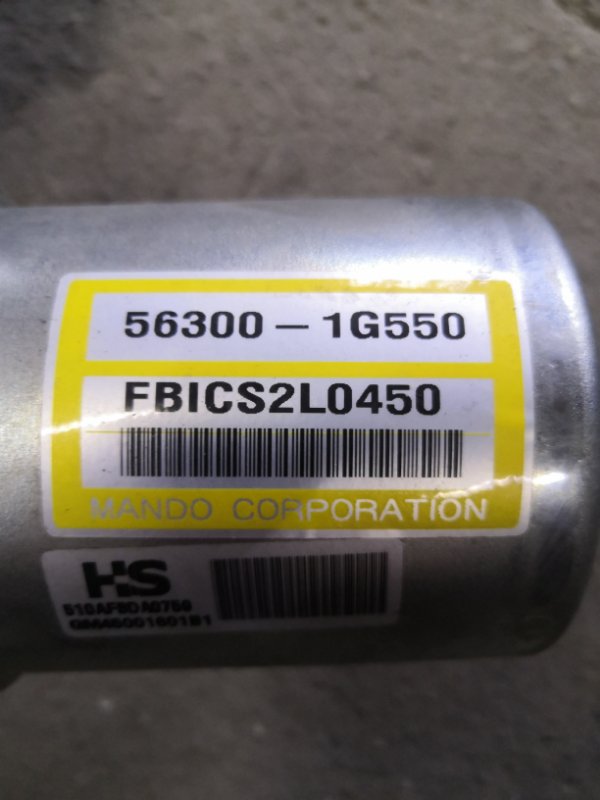 56300-1G550
FBICS2L0450
MANDO CORPORATION
HS